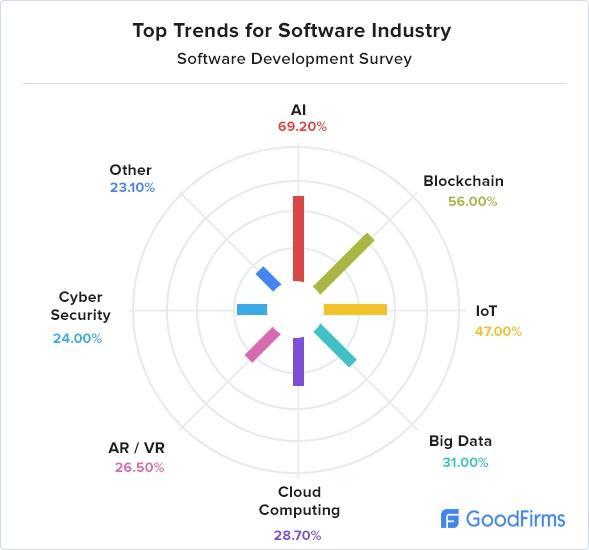 Top Trends for Software Industry
Software Development Survey
AI
69.20%
Blockchain
56.00%
IoT
47.00%
Big Data
31.00%
Cloud
Computing
28.70%
AR / VR
26.50%
Cyber
Security
24.00%
Other
23.10%
GoodFirms